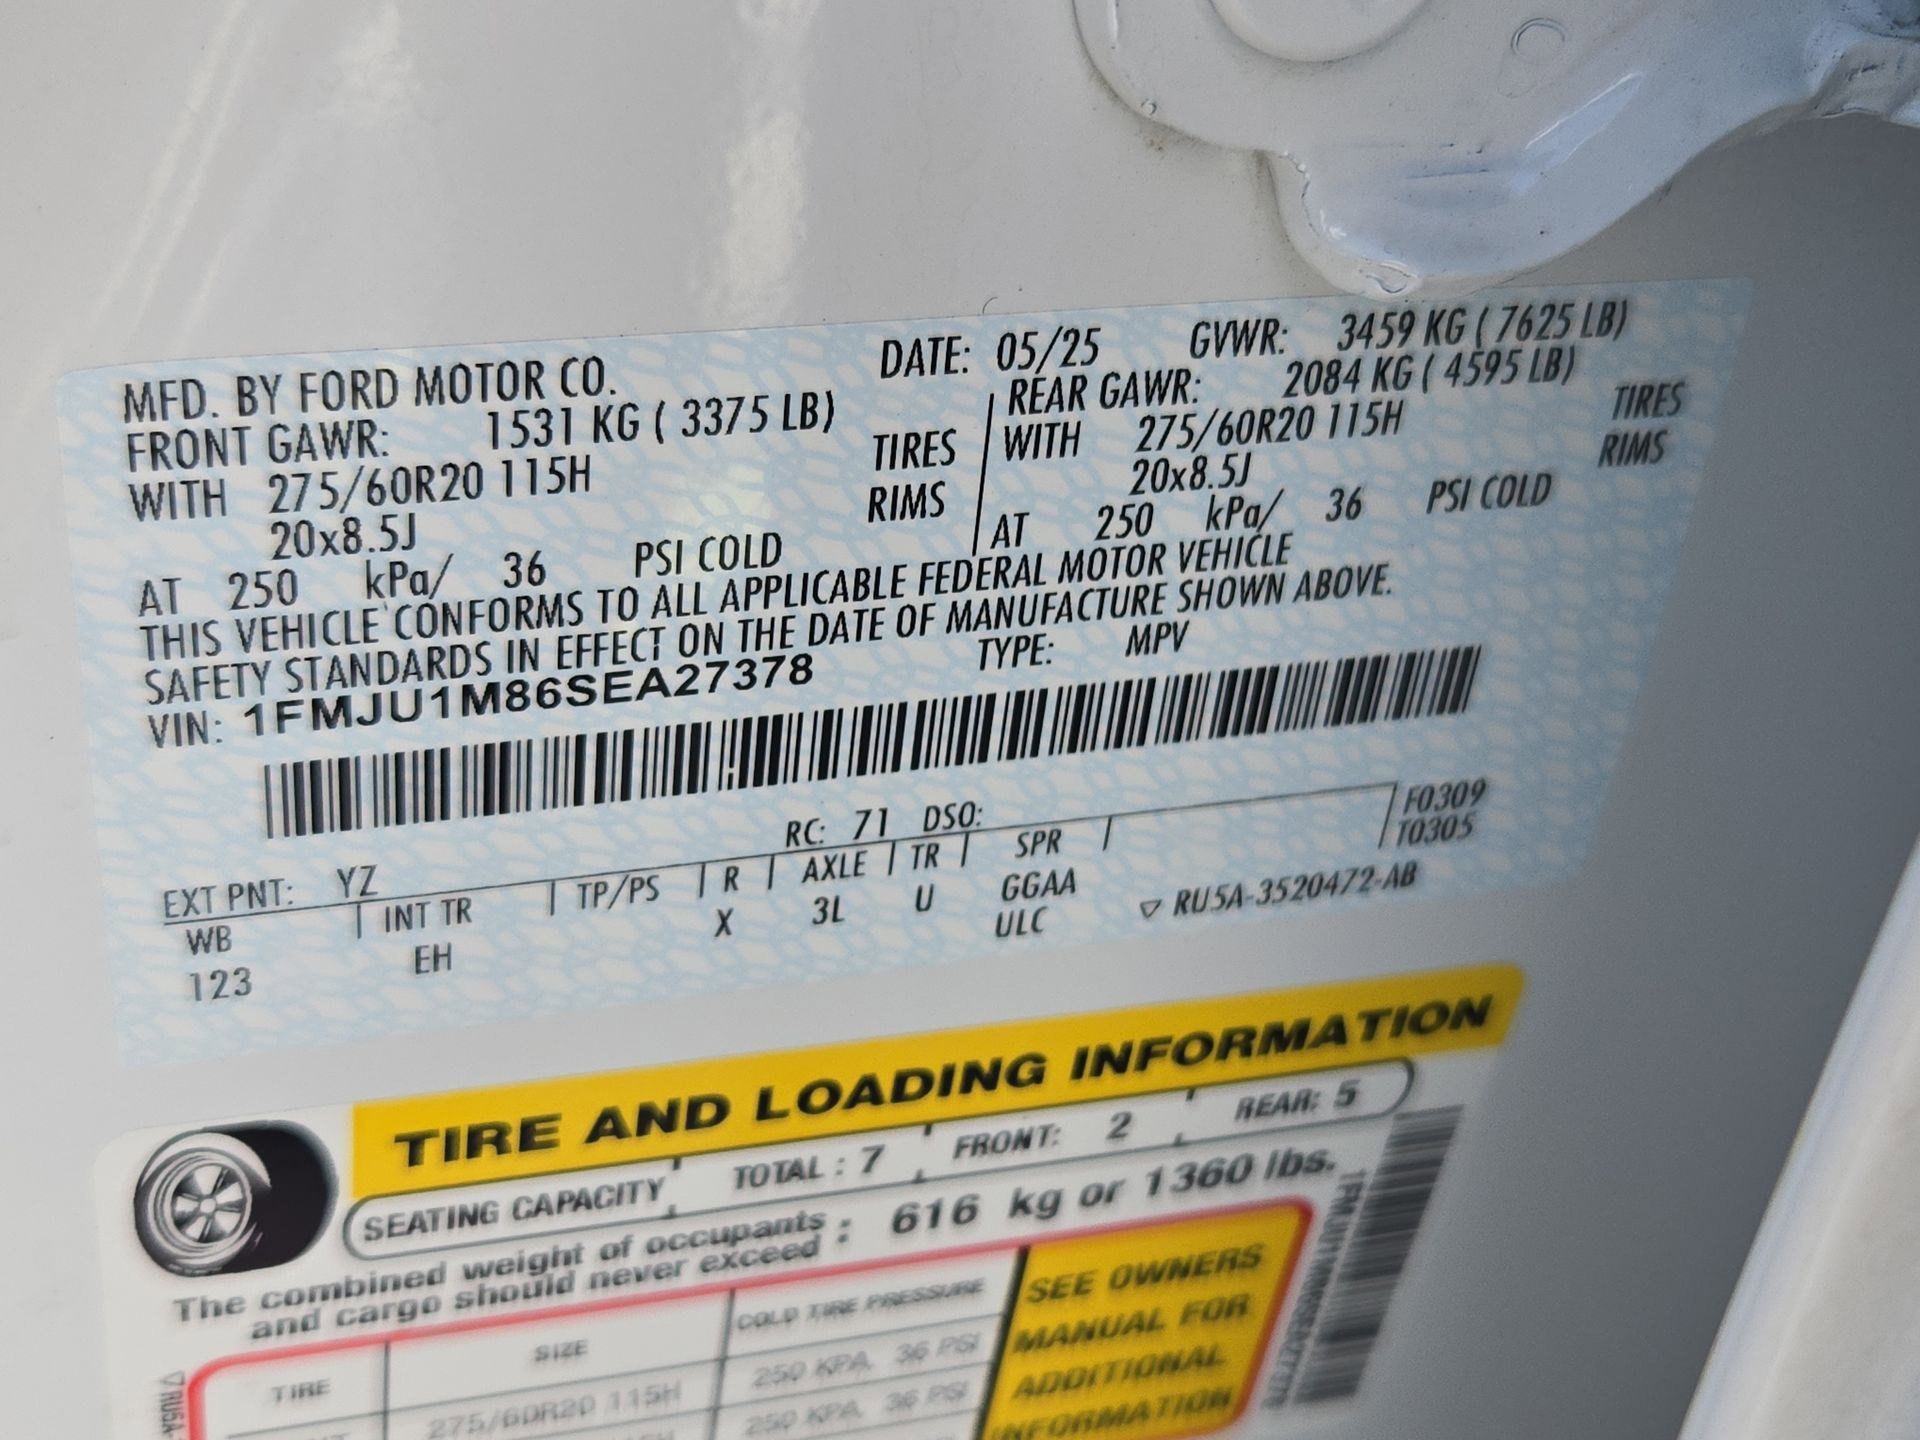 MFD. BY FORD MOTOR CO. DATE: 05/25 GVWR: 3459 KG ( 7625 LB)
FRONT GAWR: 1531 KG ( 3375 LB) REAR GAWR: 2084 KG ( 4595 LB)
WITH 275/60R20 115H TIRES WITH 275/60R20 115H TIRES
20x8.5J RIMS 20x8.5J RIMS
AT 250 kPa/ 36 PSI COLD AT 250 kPa/ 36 PSI COLD
THIS VEHICLE CONFORMS TO ALL APPLICABLE FEDERAL MOTOR VEHICLE
SAFETY STANDARDS IN EFFECT ON THE DATE OF MANUFACTURE SHOWN ABOVE.
VIN: 1FMJU1M86SEA27378 TYPE: MPV
F0309
EXT PNT: YZ RC: 71 DSO: T0305
WB INT TR TP/PS R AXLE TR SPR
123 EH X 3L U GGAA
ULC ▽ RU5A-3520472-AB
TIRE AND LOADING INFORMATION
SEATING CAPACITY TOTAL : 7 FRONT: 2 REAR: 5
The combined weight of occupants
and cargo should never exceed : 616 kg or 1360 lbs.
TIRE SIZE COLD TIRE PRESSURE
275/60R20 115H 250 KPA, 36 PSI
250 KPA, 36 PSI
SEE OWNERS
MANUAL FOR
ADDITIONAL
INFORMATION